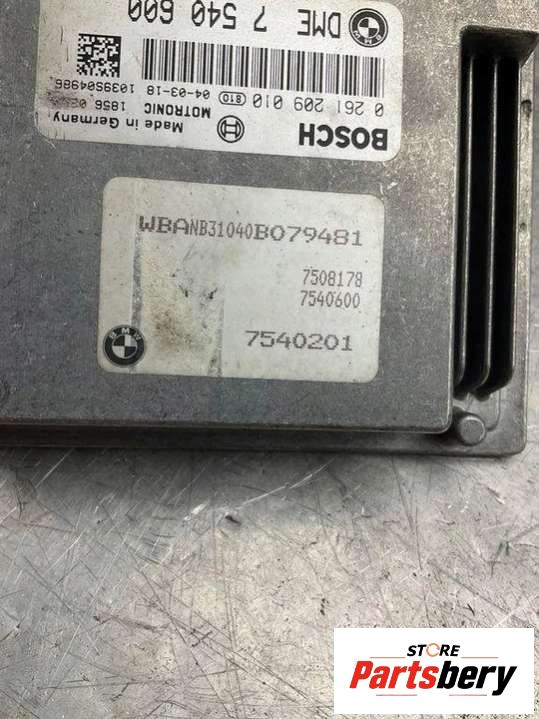 DME 7 540 600
0 261 209 010 810
04-03-18 1039S04986
BOSCH
MOTRONIC
Made in Germany 1856
WBANB31040B079481
7508178
7540600
7540201
BMW
STORE
Partsbery